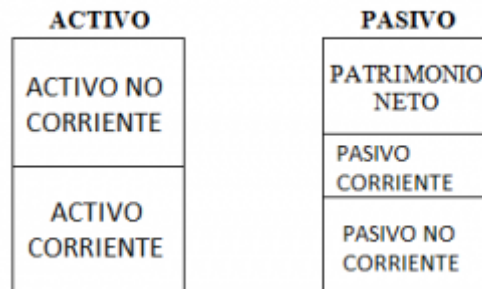 ACTIVO
ACTIVO NO
CORRIENTE
ACTIVO
CORRIENTE
PASIVO
PATRIMONIO
NETO
PASIVO
CORRIENTE
PASIVO NO
CORRIENTE